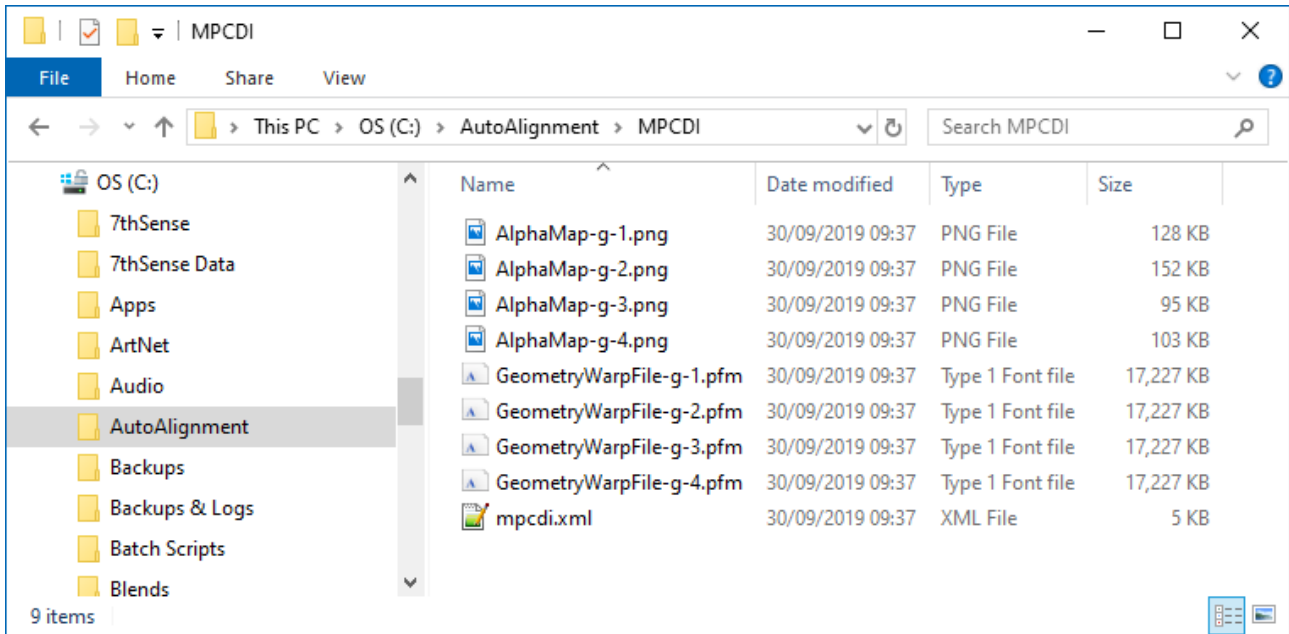 MPCDI
File Home Share View
This PC > OS (C:) > AutoAlignment > MPCDI Search MPCDI
OS (C:)
7thSense
7thSense Data
Apps
ArtNet
Audio
AutoAlignment
Backups
Backups & Logs
Batch Scripts
Blends
Name Date modified Type Size
AlphaMap-g-1.png 30/09/2019 09:37 PNG File 128 KB
AlphaMap-g-2.png 30/09/2019 09:37 PNG File 152 KB
AlphaMap-g-3.png 30/09/2019 09:37 PNG File 95 KB
AlphaMap-g-4.png 30/09/2019 09:37 PNG File 103 KB
GeometryWarpFile-g-1.pfm 30/09/2019 09:37 Type 1 Font file 17,227 KB
GeometryWarpFile-g-2.pfm 30/09/2019 09:37 Type 1 Font file 17,227 KB
GeometryWarpFile-g-3.pfm 30/09/2019 09:37 Type 1 Font file 17,227 KB
GeometryWarpFile-g-4.pfm 30/09/2019 09:37 Type 1 Font file 17,227 KB
mpcdi.xml 30/09/2019 09:37 XML File 5 KB
9 items